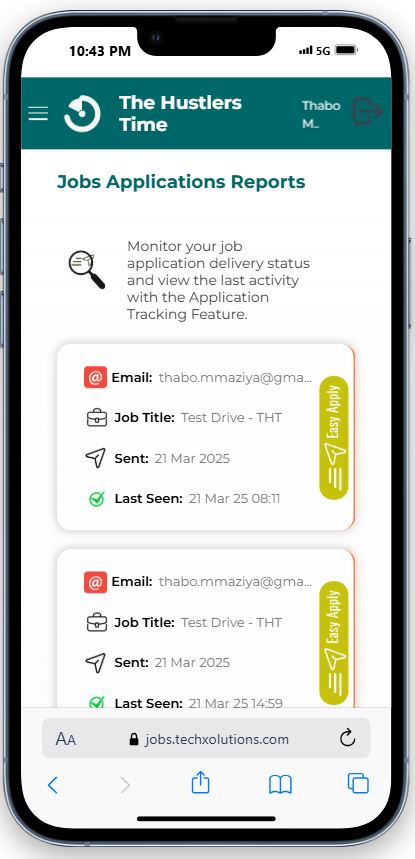 10:43 PM
5G
The Hustlers
Time
Thabo
M..
Jobs Applications Reports
Monitor your job
application delivery status
and view the last activity
with the Application
Tracking Feature.
@ Email: thabo.mmaziya@gma...
Job Title: Test Drive - THT
Sent: 21 Mar 2025
Last Seen: 21 Mar 25 08:11
Easy Apply
@ Email: thabo.mmaziya@gma...
Job Title: Test Drive - THT
Sent: 21 Mar 2025
Last Seen: 21 Mar 25 14:59
Easy Apply
AA
jobs.techxolutions.com